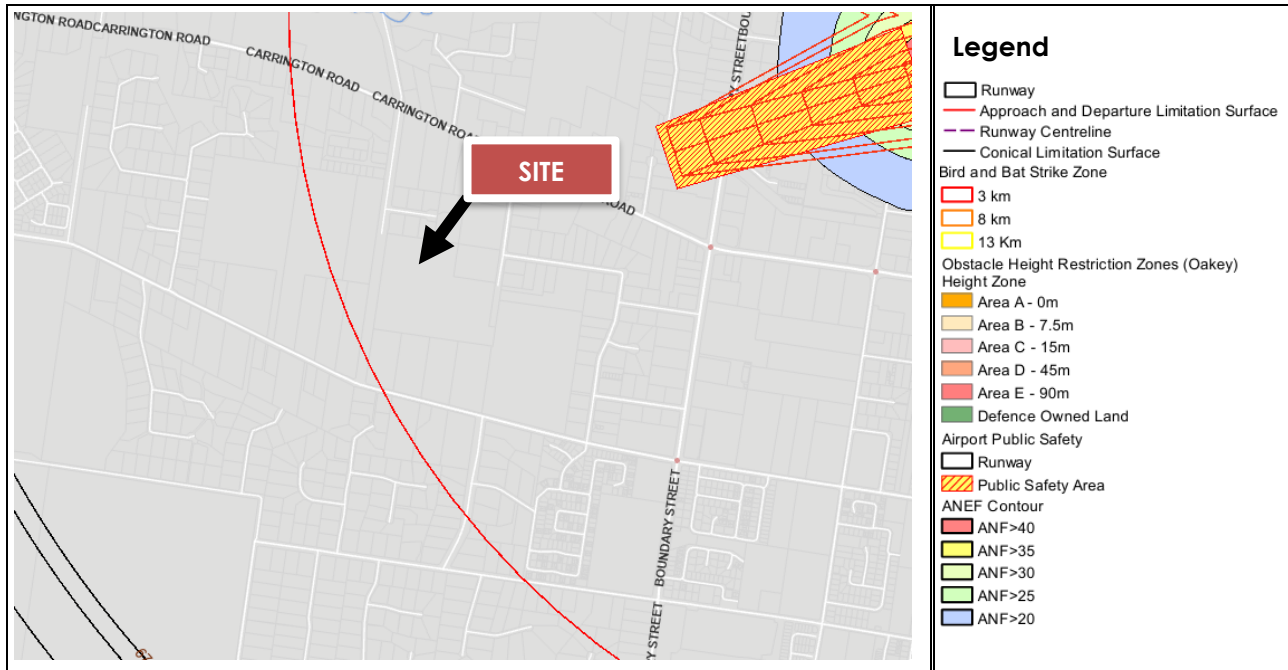 NGTON ROADCARRINGTON ROAD
CARRINGTON ROAD
CARRINGTON ROA
ROAD
Y STREETBOU
SITE
BOUNDARY STREET
Y STREET
Legend
Runway
Approach and Departure Limitation Surface
Runway Centreline
Conical Limitation Surface
Bird and Bat Strike Zone
3 km
8 km
13 Km
Obstacle Height Restriction Zones (Oakey)
Height Zone
Area A - 0m
Area B - 7.5m
Area C - 15m
Area D - 45m
Area E - 90m
Defence Owned Land
Airport Public Safety
Runway
Public Safety Area
ANEF Contour
ANF>40
ANF>35
ANF>30
ANF>25
ANF>20